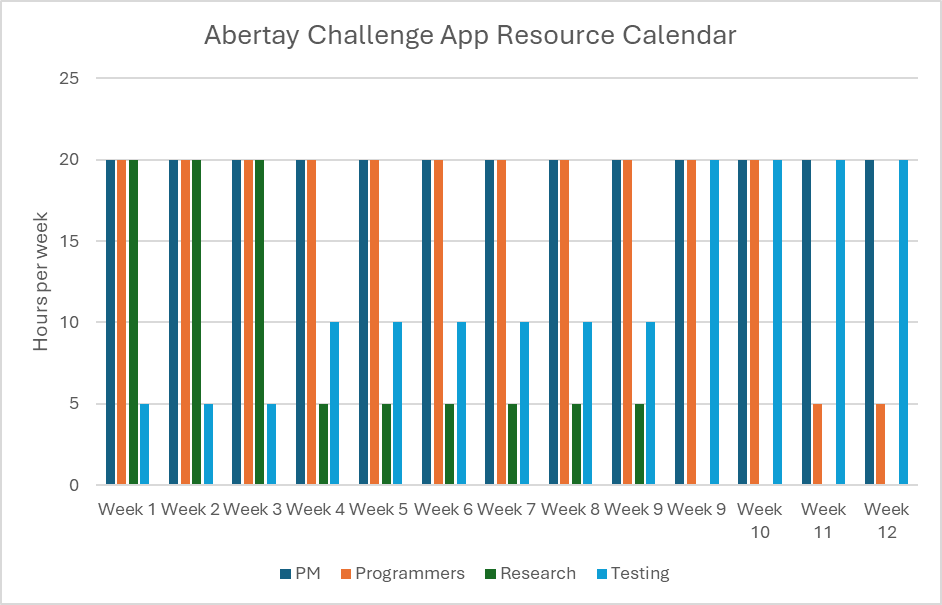 Abertay Challenge App Resource Calendar
25
20
15
10
5
0
Hours per week
Week 1 Week 2 Week 3 Week 4 Week 5 Week 6 Week 7 Week 8 Week 9 Week 9 Week Week Week
10 11 12
PM Programmers Research Testing